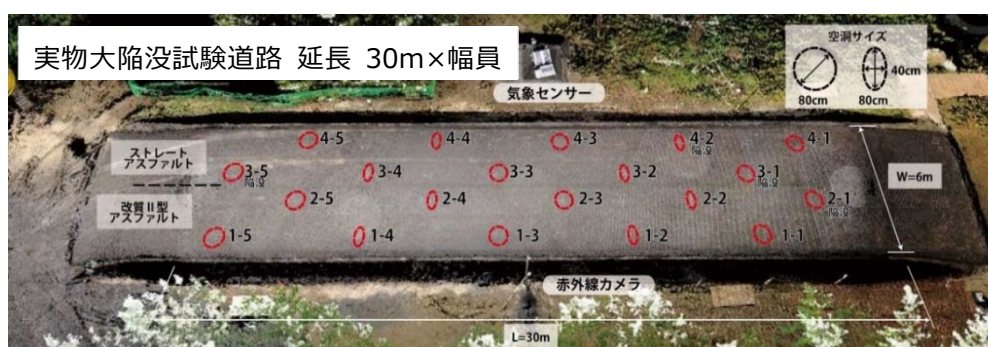 実物大陥没試験道路 延長 30m×幅員
空洞サイズ
40cm
80cm 80cm
気象センサー
4-5 4-4 4-3 4-2 4-1
陥没
ストレート
アスファルト
3-5 3-4 3-3 3-2 3-1
陥没 陥没
W=6m
改質Ⅱ型
アスファルト
2-5 2-4 2-3 2-2 2-1
陥没
1-5 1-4 1-3 1-2 1-1
赤外線カメラ
L=30m